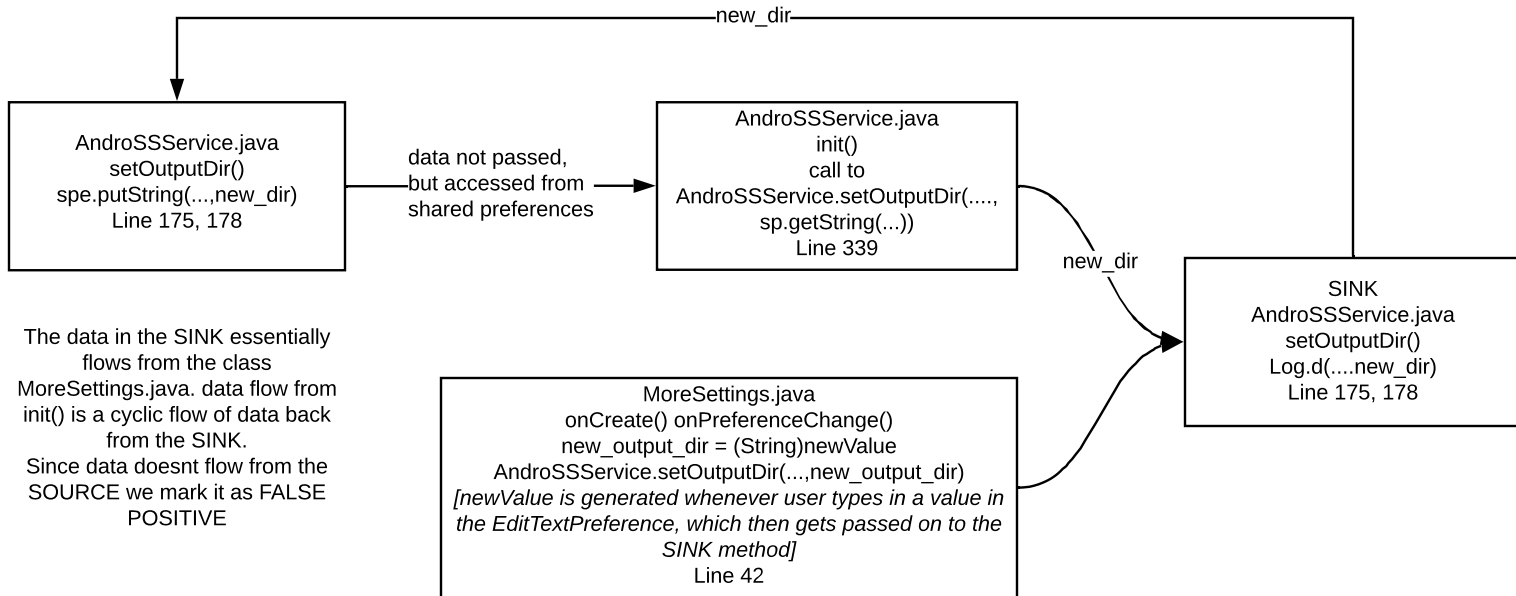 new_dir
AndroSSService.java
setOutputDir()
spe.putString(...,new_dir)
Line 175, 178
data not passed,
but accessed from
shared preferences
AndroSSService.java
init()
call to
AndroSSService.setOutputDir(....,
sp.getString(...))
Line 339
new_dir
SINK
AndroSSService.java
setOutputDir()
Log.d(....new_dir)
Line 175, 178
The data in the SINK essentially
flows from the class
MoreSettings.java. data flow from
init() is a cyclic flow of data back
from the SINK.
Since data doesnt flow from the
SOURCE we mark it as FALSE
POSITIVE
MoreSettings.java
onCreate() onPreferenceChange()
new_output_dir = (String)newValue
AndroSSService.setOutputDir(...,new_output_dir)
[newValue is generated whenever user types in a value in
the EditTextPreference, which then gets passed on to the
SINK method]
Line 42